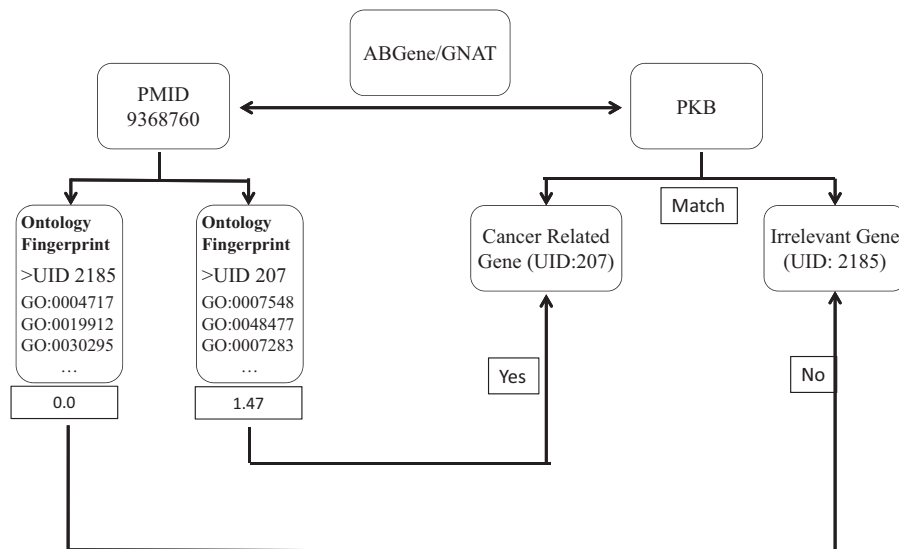 ABGene/GNAT
PMID
9368760
PKB
Match
Ontology
Fingerprint
>UID 2185
GO:0004717
GO:0019912
GO:0030295
…
0.0
Ontology
Fingerprint
>UID 207
GO:0007548
GO:0048477
GO:0007283
…
1.47
Cancer Related
Gene (UID:207)
Irrelevant Gene
(UID: 2185)
Yes
No